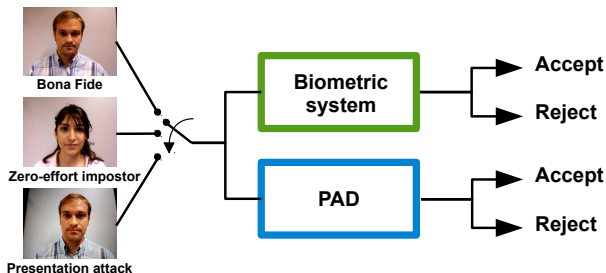 Bona Fide
Zero-effort impostor
Presentation attack
Biometric
system
Accept
Reject
PAD
Accept
Reject